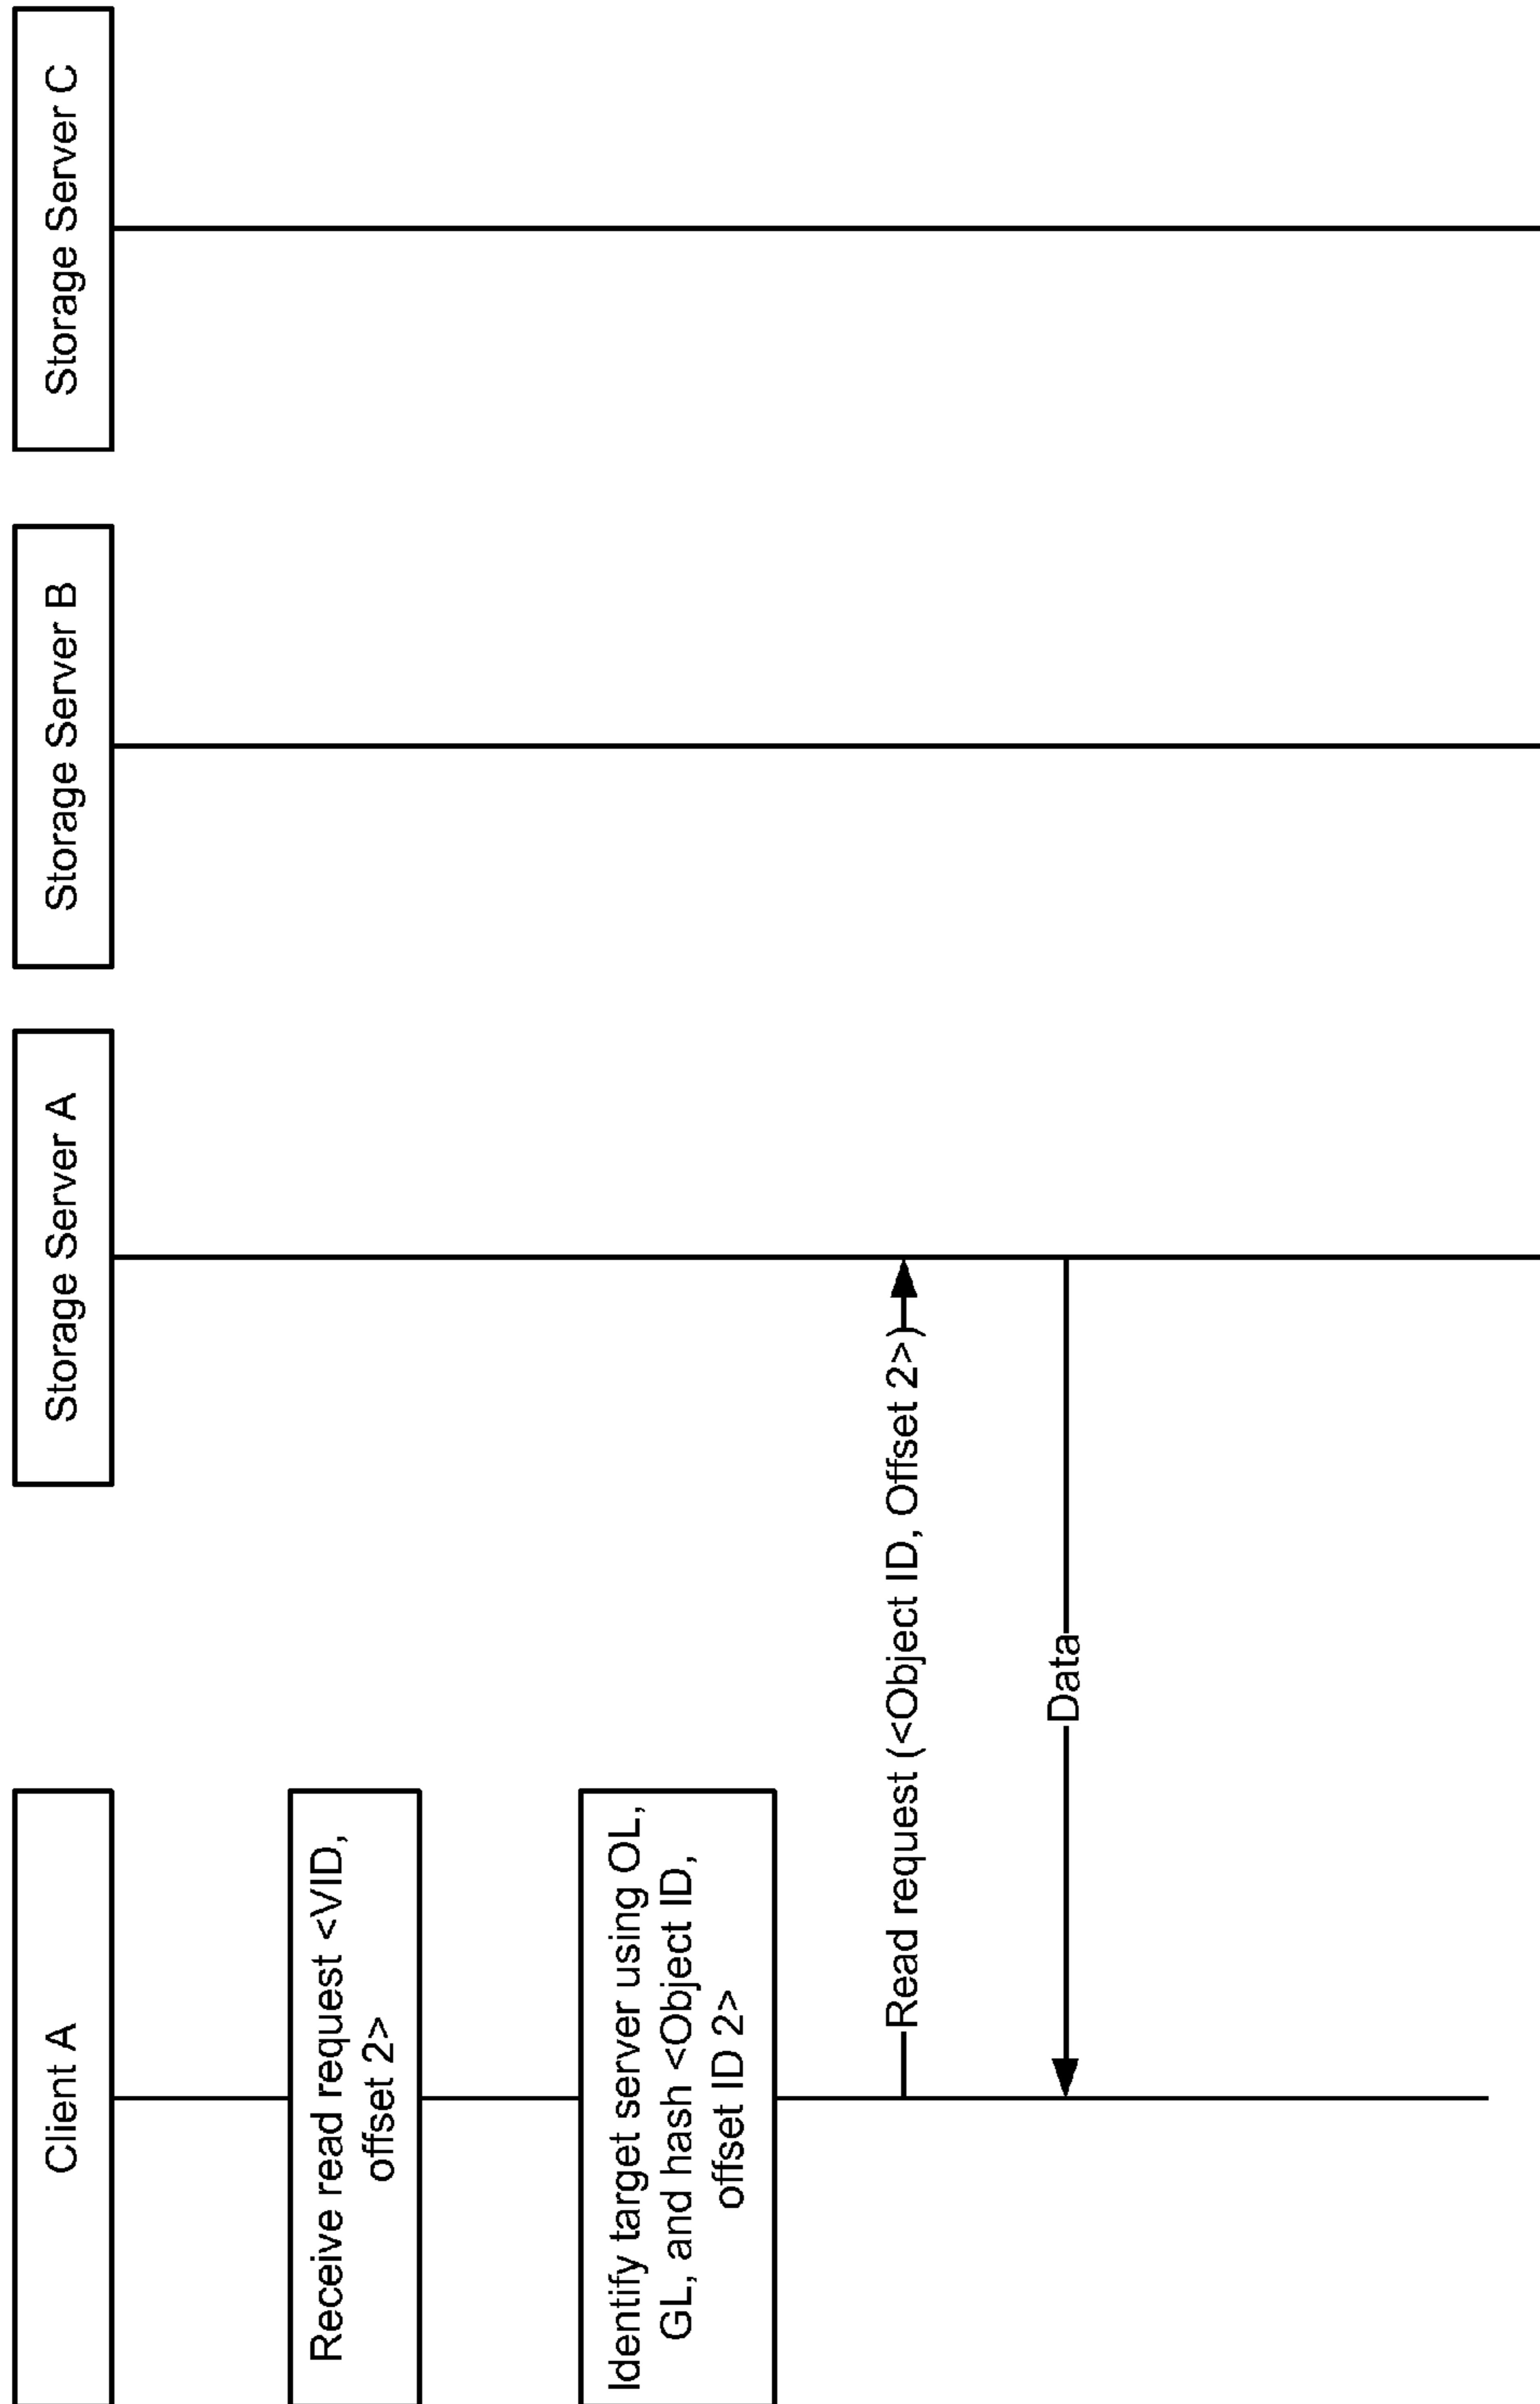 Client A
Storage Server A
Storage Server B
Storage Server C
Receive read request <VID,
offset 2>
Identify target server using OL,
GL, and hash <Object ID,
offset ID 2>
Read request (<Object ID, Offset 2>)
Data